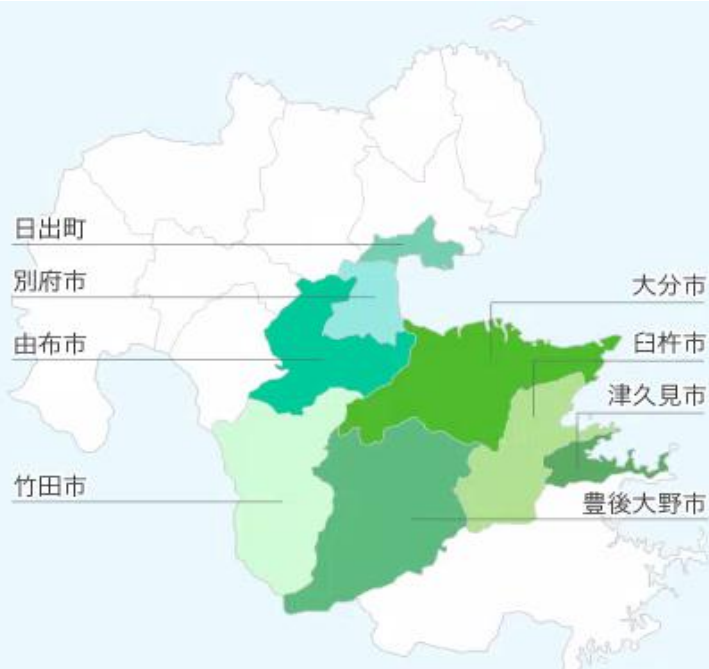 日出町
別府市
由布市
竹田市
大分市
臼杵市
津久見市
豊後大野市